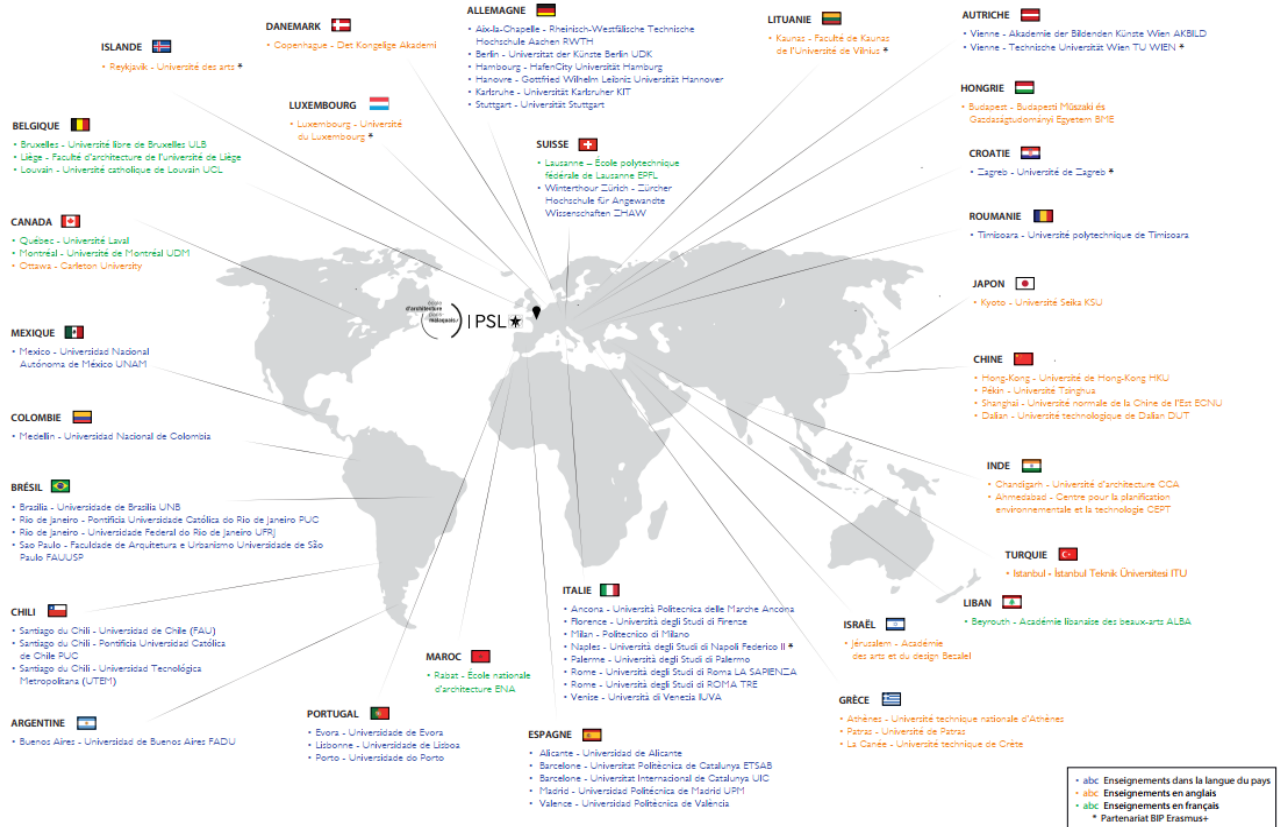 ISLANDE
• Reykjavik - Université des arts *
DANEMARK
• Copenhague - Det Kongelige Akademi
ALLEMAGNE
• Aix-la-Chapelle - Rheinisch-Westfälische Technische
Hochschule Aachen RWTH
• Berlin - Universitat der Künste Berlin UDK
• Hambourg - HafenCity Universität Hamburg
• Hanovre - Gottfried Wilhelm Leibniz Universität Hannover
• Karlsruhe - Universität Karlsruher KIT
• Stuttgart - Universität Stuttgart
LITUANIE
• Kaunas - Faculté de Kaunas
de l'Université de Vilnius *
AUTRICHE
• Vienne - Akademie der Bildenden Künste Wien AKBILD
• Vienne - Technische Universität Wien TU WIEN *
LUXEMBOURG
• Luxembourg - Université
du Luxembourg *
HONGRIE
• Budapest - Budapesti Műszaki és
Gazdaságtudományi Egyetem BME
BELGIQUE
• Bruxelles - Université libre de Bruxelles ULB
• Liège - Faculté d'architecture de l'université de Liège
• Louvain - Université catholique de Louvain UCL
SUISSE
• Lausanne – École polytechnique
fédérale de Lausanne EPFL
• Winterthour Zürich - Zürcher
Hochschule für Angewandte
Wissenschaften ZHAW
CROATIE
• Zagreb - Université de Zagreb *
CANADA
• Québec - Université Laval
• Montréal - Université de Montréal UDM
• Ottawa - Carleton University
ROUMANIE
• Timisoara - Université polytechnique de Timisoara
JAPON
• Kyoto - Université Seika KSU
école
d'architecture
malaquais
PSL
MEXIQUE
• Mexico - Universidad Nacional
Autónoma de México UNAM
CHINE
• Hong-Kong - Université de Hong-Kong HKU
• Pékin - Université Tsinghua
• Shanghai - Université normale de la Chine de l'Est ECNU
• Dalian - Université technologique de Dalian DUT
COLOMBIE
• Medellin - Universidad Nacional de Colombia
INDE
• Chandigarh - Université d'architecture CCA
• Ahmedabad - Centre pour la planification
environnementale et la technologie CEPT
BRÉSIL
• Brasilia - Universidade de Brasilia UNB
• Rio de Janeiro - Pontificia Universidade Católica do Rio de Janeiro PUC
• Rio de Janeiro - Universidade Federal do Rio de Janeiro UFRJ
• Sao Paulo - Faculdade de Arquitetura e Urbanismo Universidade de São
Paulo FAUUSP
TURQUIE
• Istanbul - İstanbul Teknik Üniversitesi ITU
CHILI
• Santiago du Chili - Universidad de Chile (FAU)
• Santiago du Chili - Pontificia Universidad Católica
de Chile PUC
• Santiago du Chili - Universidad Tecnológica
Metropolitana (UTEM)
ITALIE
• Ancona - Università Politecnica delle Marche Ancona
• Florence - Università degli Studi di Firenze
• Milan - Politecnico di Milano
• Naples - Università degli Studi di Napoli Federico II *
• Palerme - Università degli Studi di Palermo
• Rome - Università degli Studi di Roma LA SAPIENZA
• Rome - Università degli Studi di ROMA TRE
• Venise - Università di Venesia IUVA
LIBAN
• Beyrouth - Académie libanaise des beaux-arts ALBA
ISRAËL
• Jérusalem - Académie
des arts et du design Bezalel
MAROC
• Rabat - École nationale
d'architecture ENA
ARGENTINE
• Buenos Aires - Universidad de Buenos Aires FADU
PORTUGAL
• Evora - Universidade de Evora
• Lisbonne - Universidade de Lisboa
• Porto - Universidade do Porto
ESPAGNE
• Alicante - Universidad de Alicante
• Barcelone - Universitat Politècnica de Catalunya ETSAB
• Barcelone - Universitat Internacional de Catalunya UIC
• Madrid - Universidad Politécnica de Madrid UPM
• Valence - Universidad Politècnica de València
GRÈCE
• Athènes - Université technique nationale d'Athènes
• Patras - Université de Patras
• La Canée - Université technique de Crète
• abc Enseignements dans la langue du pays
• abc Enseignements en anglais
• abc Enseignements en français
* Partenariat BIP Erasmus+